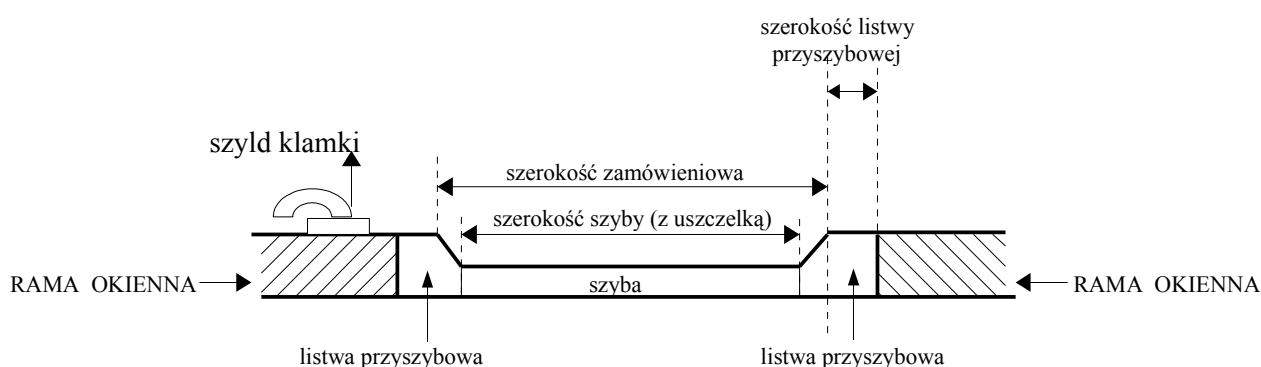 szerokość listwy
przyszybowej
szyld klamki
szerokość zamówieniowa
szerokość szyby (z uszczelką)
RAMA OKIENNA
szyba
RAMA OKIENNA
listwa przyszybowa
listwa przyszybowa